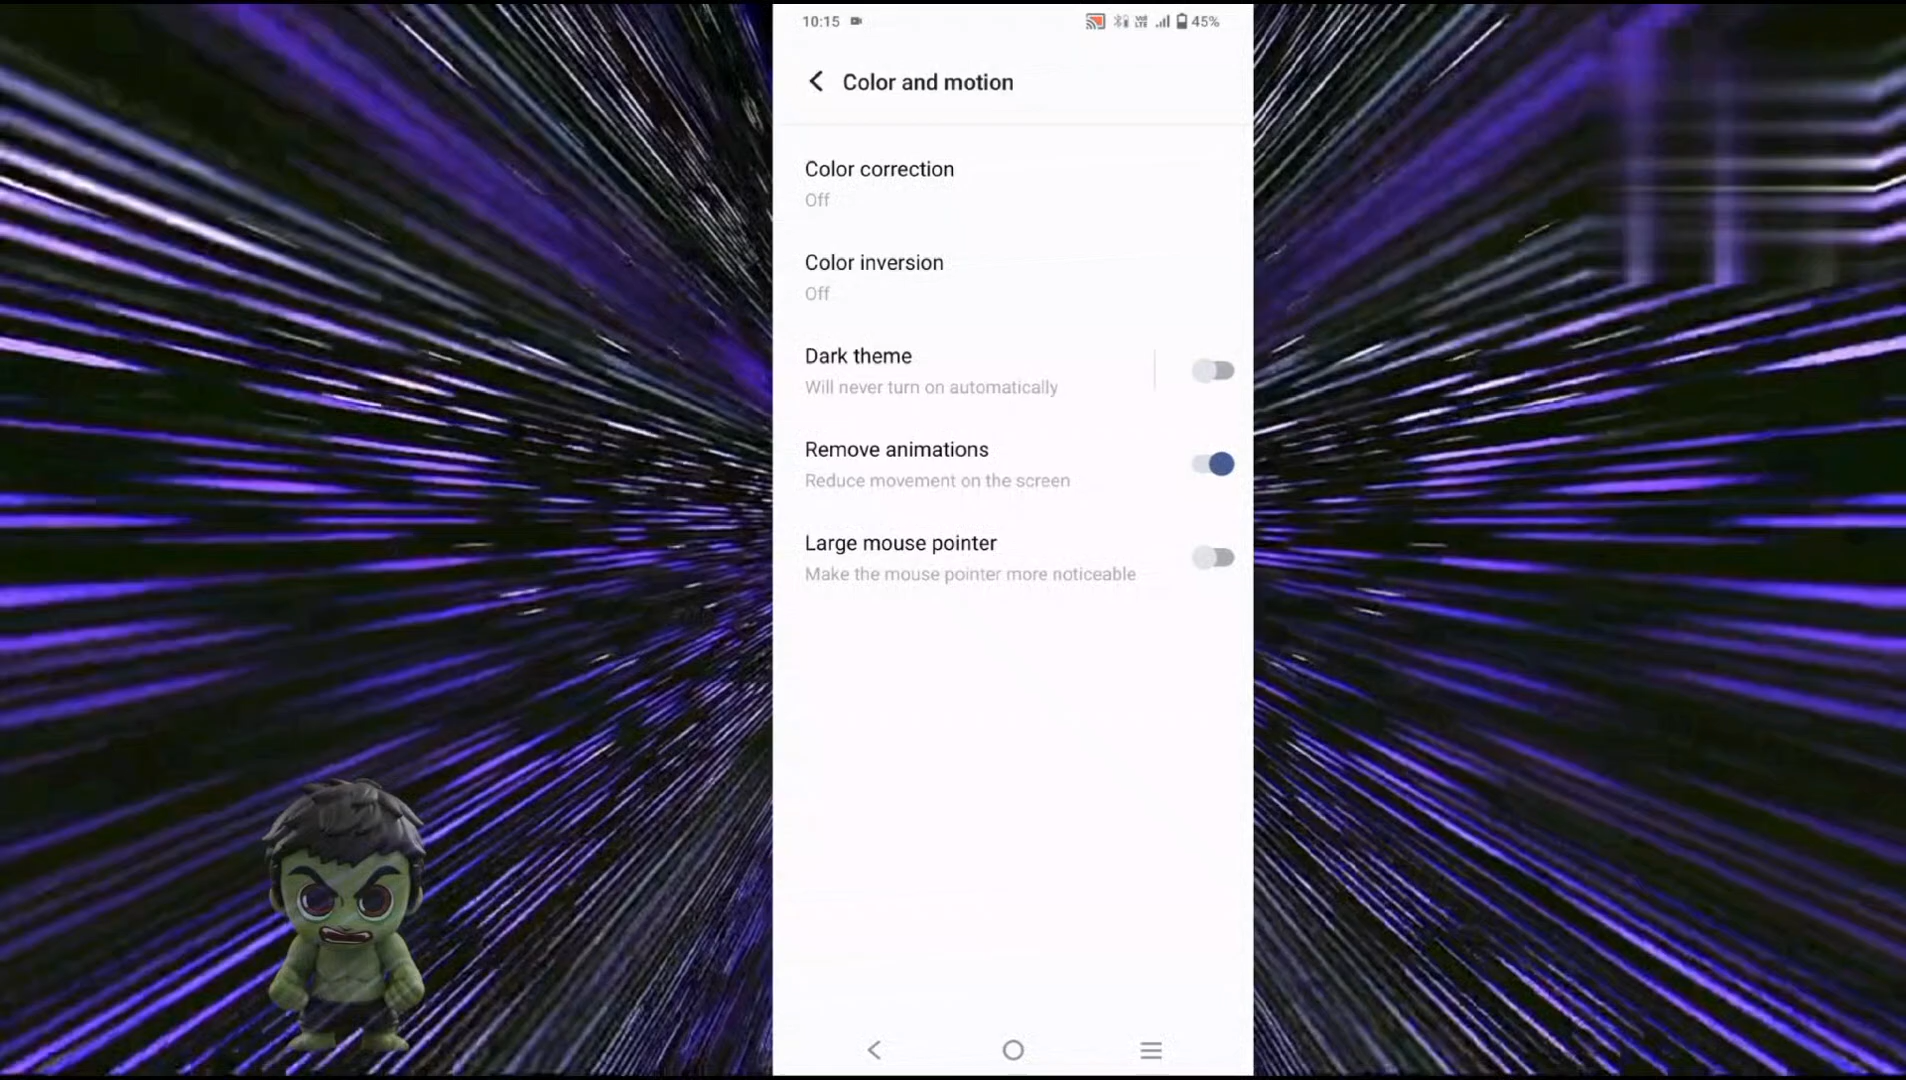 10:15 45%
Color and motion
Color correction
Off
Color inversion
Off
Dark theme
Will never turn on automatically
Remove animations
Reduce movement on the screen
Large mouse pointer
Make the mouse pointer more noticeable